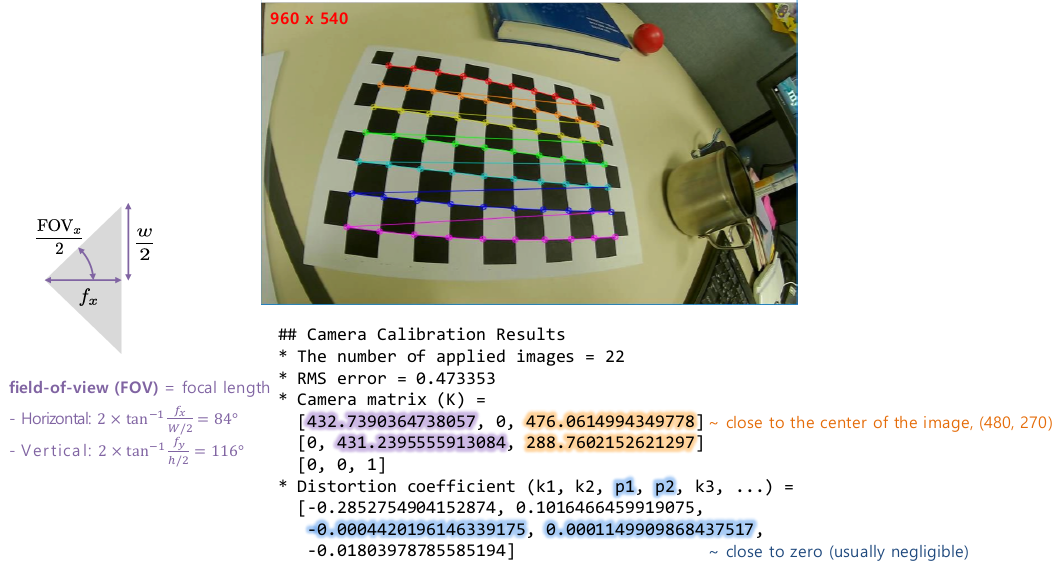 960 x 540
FOVₓ/2
w/2
fₓ
field-of-view (FOV) = focal length
- Horizontal: 2 × tan⁻¹ fₓ/(W/2) = 84°
- Vertical: 2 × tan⁻¹ f_y/(h/2) = 116°
## Camera Calibration Results
* The number of applied images = 22
* RMS error = 0.473353
* Camera matrix (K) =
[432.7390364738057, 0, 476.0614994349778] ~ close to the center of the image, (480, 270)
[0, 431.2395555913084, 288.7602152621297]
[0, 0, 1]
* Distortion coefficient (k1, k2, p1, p2, k3, ...) =
[-0.2852754904152874, 0.1016466459919075,
-0.0004420196146339175, 0.0001149909868437517,
-0.01803978785585194] ~ close to zero (usually negligible)